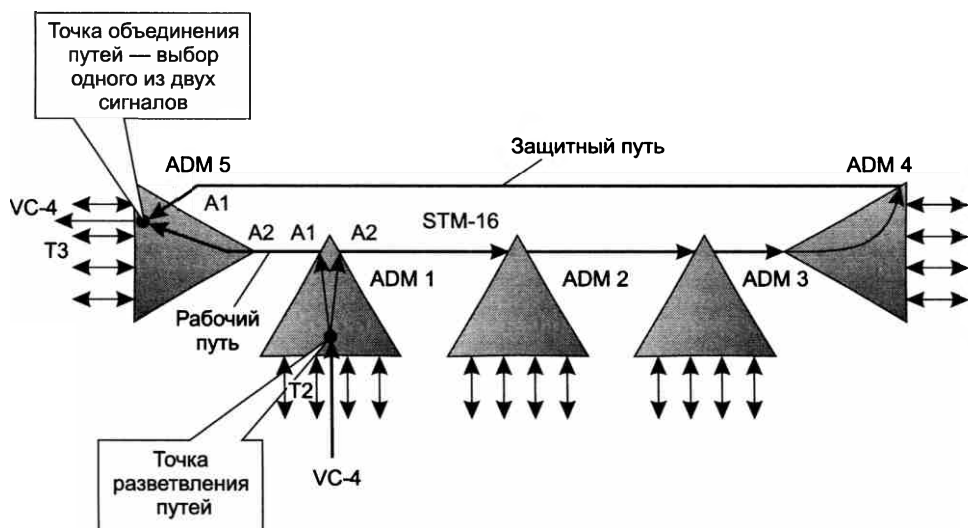 Точка объединения
путей — выбор
одного из двух
сигналов
ADM 5
Защитный путь
ADM 4
A1
VC-4
STM-16
T3
A2
A1
A2
ADM 1
ADM 2
ADM 3
Рабочий
путь
T2
Точка
разветвления
путей
VC-4